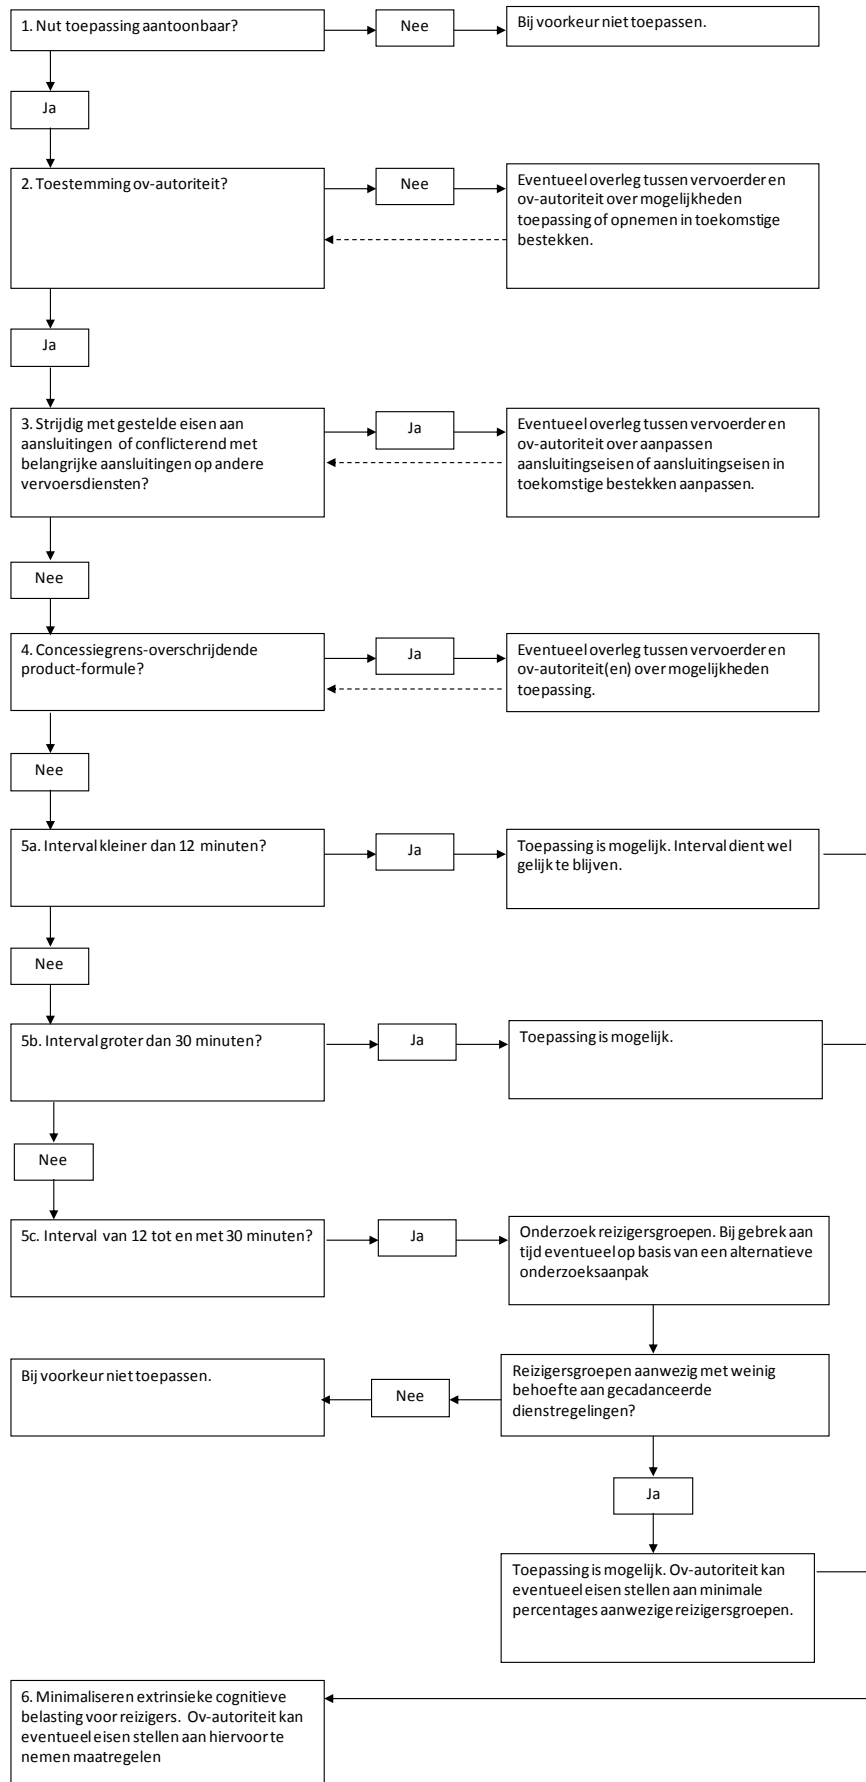 1. Nut toepassing aantoonbaar?
Nee
Bij voorkeur niet toepassen.
Ja
2. Toestemming ov-autoriteit?
Nee
Eventueel overleg tussen vervoerder en
ov-autoriteit over mogelijkheden
toepassing of opnemen in toekomstige
bestekken.
Ja
3. Strijdig met gestelde eisen aan
aansluitingen of conflicterend met
belangrijke aansluitingen op andere
vervoersdiensten?
Ja
Eventueel overleg tussen vervoerder en
ov-autoriteit over aanpassen
aansluitingseisen of aansluitingseisen in
toekomstige bestekken aanpassen.
Nee
4. Concessiegrens-overschrijdende
product-formule?
Ja
Eventueel overleg tussen vervoerder en
ov-autoriteit(en) over mogelijkheden
toepassing.
Nee
5a. Interval kleiner dan 12 minuten?
Ja
Toepassing is mogelijk. Interval dient wel
gelijk te blijven.
Nee
5b. Interval groter dan 30 minuten?
Ja
Toepassing is mogelijk.
Nee
5c. Interval van 12 tot en met 30 minuten?
Ja
Onderzoek reizigersgroepen. Bij gebrek aan
tijd eventueel op basis van een alternatieve
onderzoeksaanpak
Reizigersgroepen aanwezig met weinig
behoefte aan gecadanceerde
dienstregelingen?
Nee
Bij voorkeur niet toepassen.
Ja
Toepassing is mogelijk. Ov-autoriteit kan
eventueel eisen stellen aan minimale
percentages aanwezige reizigersgroepen.
6. Minimaliseren extrinsieke cognitieve
belasting voor reizigers. Ov-autoriteit kan
eventueel eisen stellen aan hiervoor te
nemen maatregelen